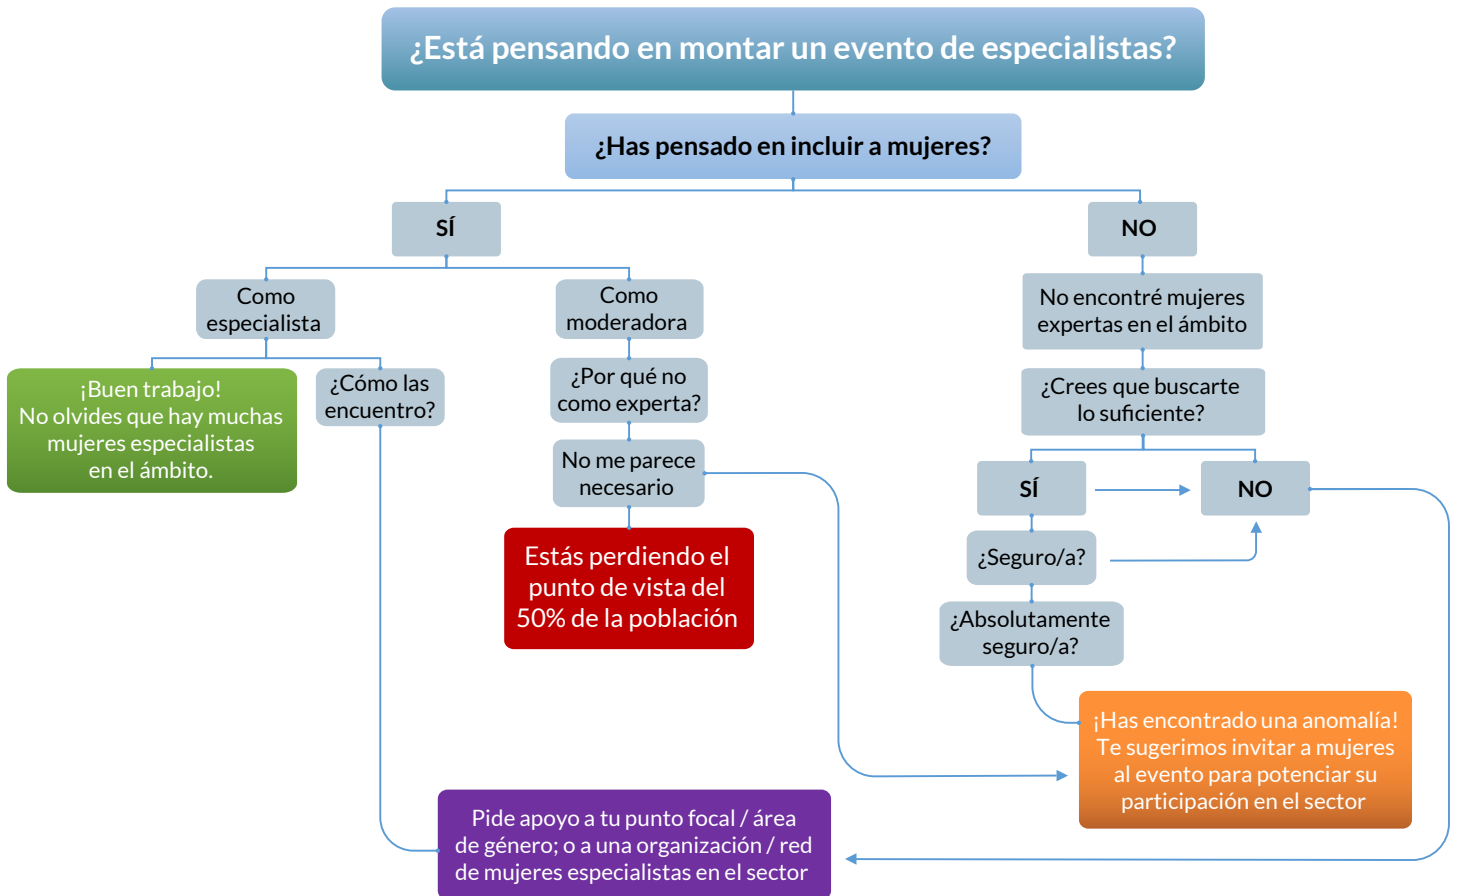 ¿Está pensando en montar un evento de especialistas?
¿Has pensado en incluir a mujeres?
SÍ
NO
Como
especialista
Como
moderadora
No encontré mujeres
expertas en el ámbito
¡Buen trabajo!
No olvides que hay muchas
mujeres especialistas
en el ámbito.
¿Cómo las
encuentro?
¿Por qué no
como experta?
¿Crees que buscarte
lo suficiente?
No me parece
necesario
SÍ
NO
Estás perdiendo el
punto de vista del
50% de la población
¿Seguro/a?
¿Absolutamente
seguro/a?
¡Has encontrado una anomalía!
Te sugerimos invitar a mujeres
al evento para potenciar su
participación en el sector
Pide apoyo a tu punto focal / área
de género; o a una organización / red
de mujeres especialistas en el sector